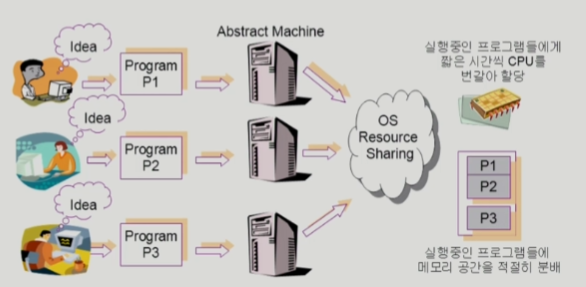 Abstract Machine
Idea
Program
P1
Idea
Program
P2
Idea
Program
P3
OS
Resource
Sharing
실행중인 프로그램들에게
짧은 시간씩 CPU를
번갈아 할당
P1
P2
P3
실행중인 프로그램들에
메모리 공간을 적절히 분배